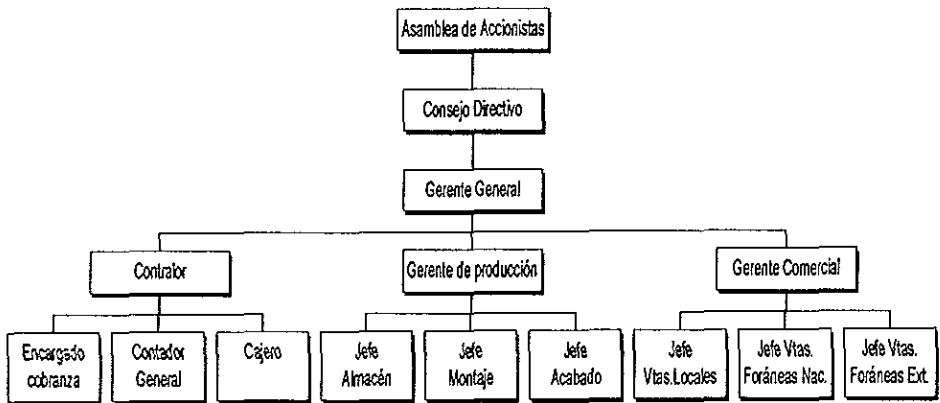 Asamblea de Accionistas
Consejo Directivo
Gerente General
Contralor
Gerente de producción
Gerente Comercial
Encargado
cobranza
Contador
General
Cajero
Jefe
Almacén
Jefe
Montaje
Jefe
Acabado
Jefe
Vtas.Locales
Jefe Vtas.
Foráneas Nac.
Jefe Vtas.
Foráneas Ext.